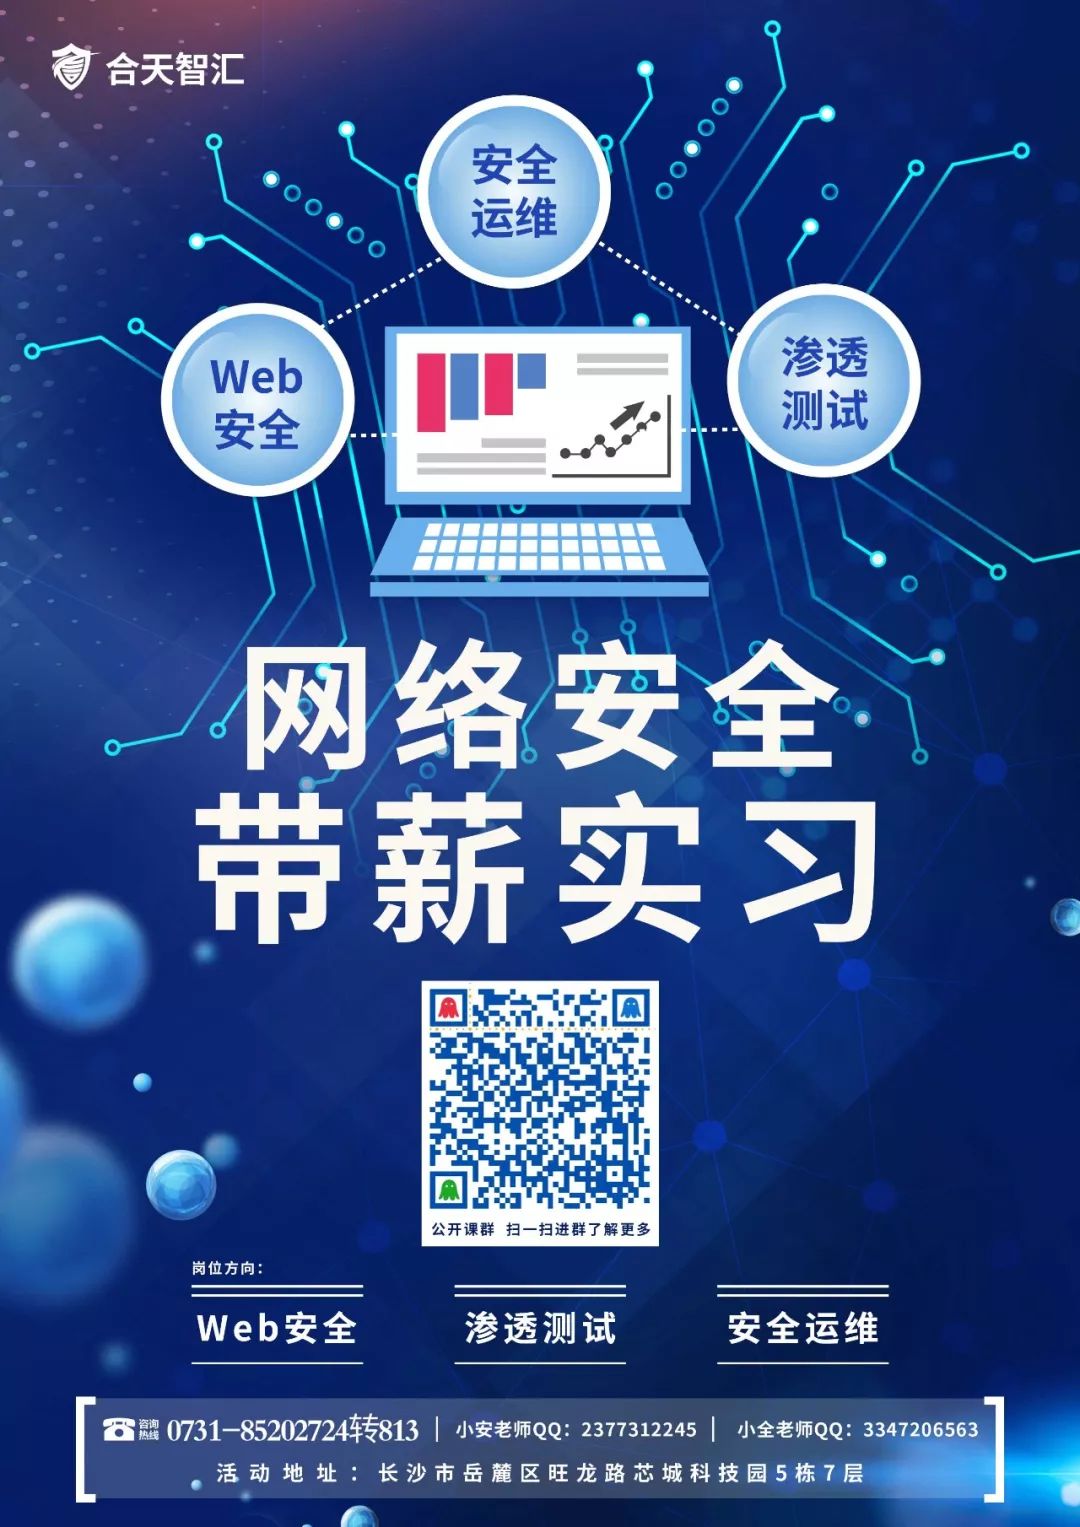 合天智汇
安全
运维
Web
安全
渗透
测试
网络安全
带薪实习
公开课群 扫一扫进群了解更多
岗位方向：
Web安全
渗透测试
安全运维
咨询
热线
0731-85202724转813
小安老师QQ：2377312245
小全老师QQ：3347206563
活动地址：长沙市岳麓区旺龙路芯城科技园5栋7层